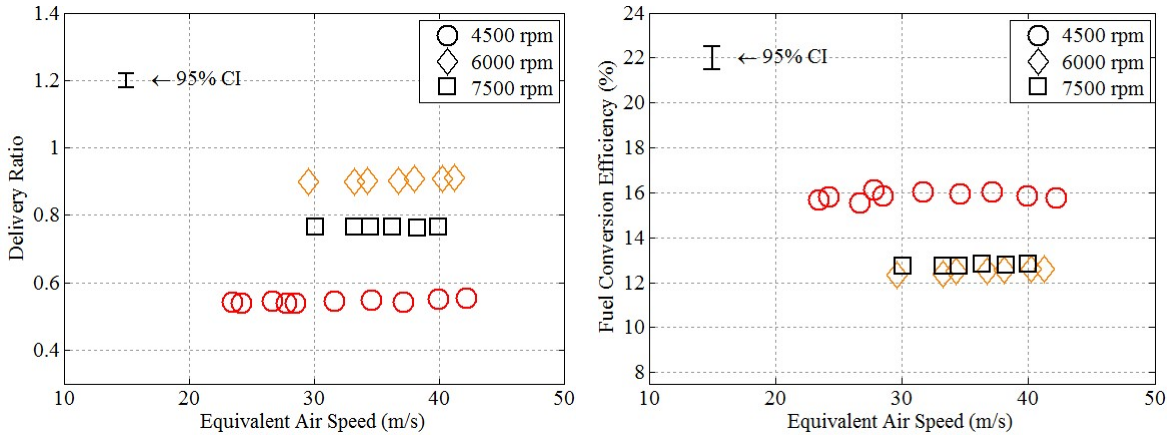 1.4
1.2
1
0.8
0.6
0.4
10
20
30
40
50
Delivery Ratio
Equivalent Air Speed (m/s)
← 95% CI
4500 rpm
6000 rpm
7500 rpm
24
22
20
18
16
14
12
10
8
10
20
30
40
50
Fuel Conversion Efficiency (%)
Equivalent Air Speed (m/s)
← 95% CI
4500 rpm
6000 rpm
7500 rpm